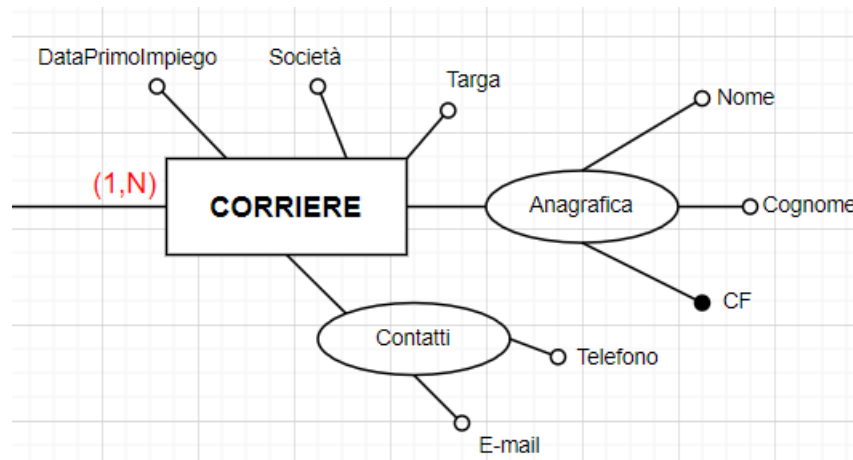 DataPrimoImpiego
Società
Targa
Nome
(1,N)
CORRIERE
Anagrafica
Cognome
CF
Contatti
Telefono
E-mail